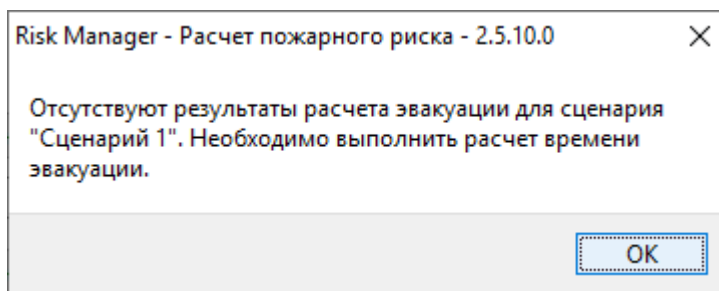 Risk Manager - Расчет пожарного риска - 2.5.10.0
Отсутствуют результаты расчета эвакуации для сценария
"Сценарий 1". Необходимо выполнить расчет времени
эвакуации.
OK